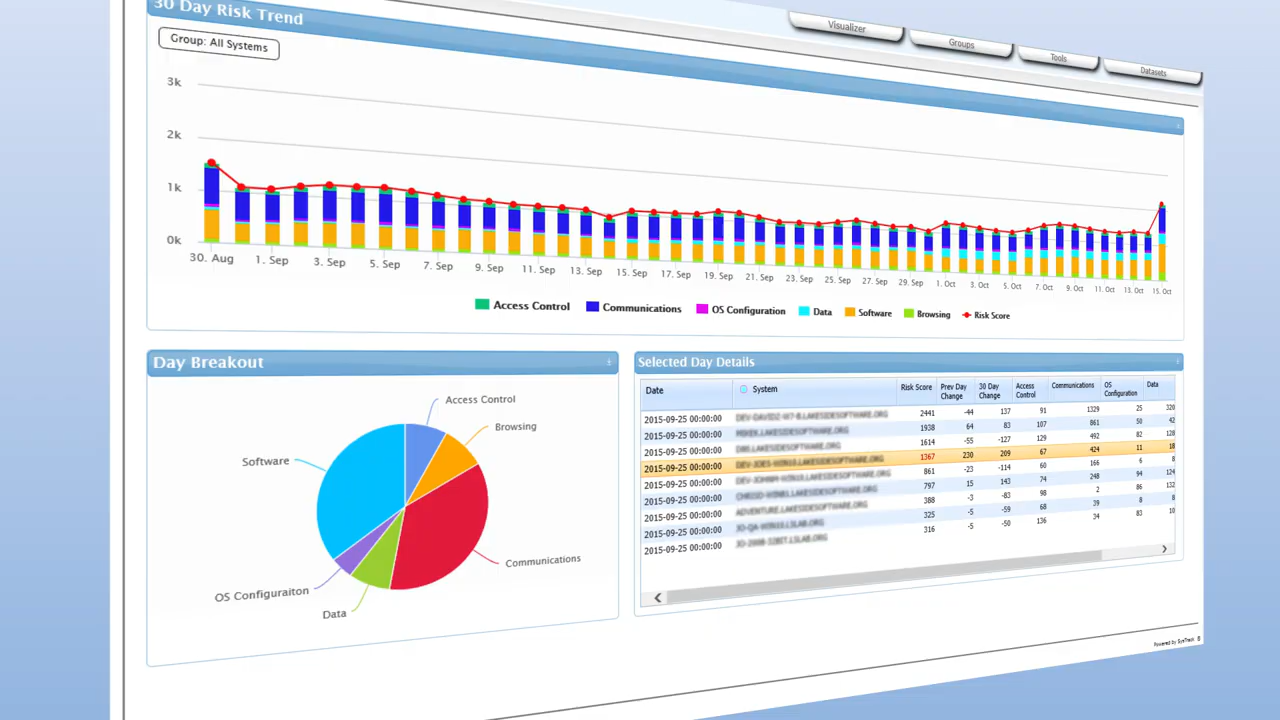 30 Day Risk Trend
Visualizer
Groups
Tools
Datasets
Group: All Systems
3k
2k
1k
0k
30. Aug 1. Sep 3. Sep 5. Sep 7. Sep 9. Sep 11. Sep 13. Sep 15. Sep 17. Sep 19. Sep 21. Sep 23. Sep 25. Sep 27. Sep 29. Sep 1. Oct 3. Oct 5. Oct 7. Oct 9. Oct 11. Oct 13. Oct 15. Oct
Access Control Communications OS Configuration Data Software Browsing Risk Score
Day Breakout
Access Control
Browsing
Software
Communications
OS Configuraiton
Data
Selected Day Details
Date System Risk Score Prev Day Change 30 Day Change Access Control Communications OS Configuration Data
2015-09-25 00:00:00 2441 -44 137 91 1329 25 320
2015-09-25 00:00:00 1938 64 83 107 861 50 42
2015-09-25 00:00:00 1614 -55 -127 129 492 82 128
2015-09-25 00:00:00 1367 230 209 67 424 11 18
2015-09-25 00:00:00 861 -23 -114 60 166 6 8
2015-09-25 00:00:00 797 15 143 74 248 94 124
2015-09-25 00:00:00 388 -3 -83 98 2 86 132
2015-09-25 00:00:00 325 -5 -59 68 39 8 8
2015-09-25 00:00:00 316 -5 -50 136 34 83 10
Powered by SysTrack ®